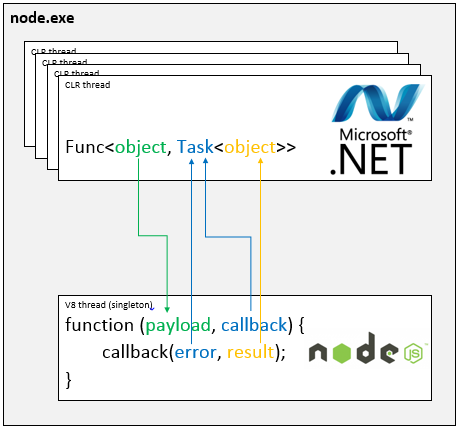 node.exe
CLR thread
CLR thread
CLR thread
CLR thread
Func<object, Task<object>>
Microsoft®
.NET
V8 thread (singleton)
function (payload, callback) {
callback(error, result);
}
node
JS™